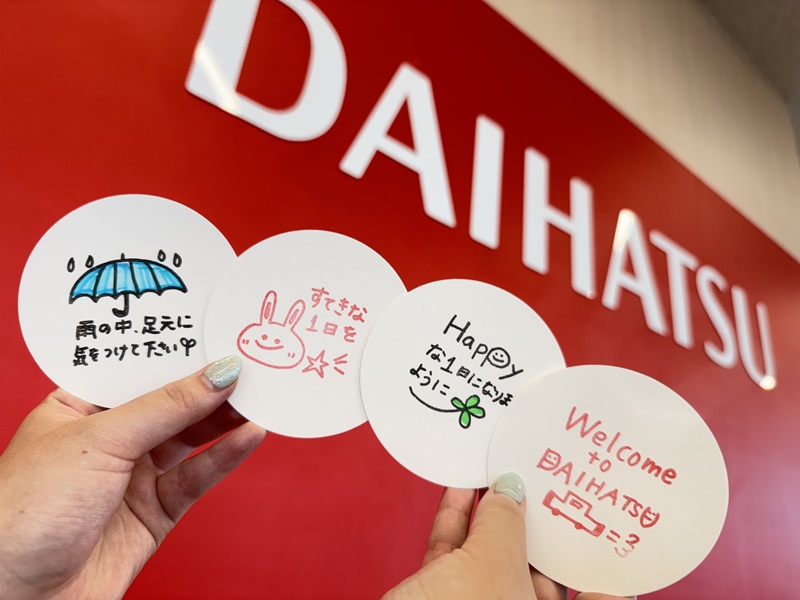 DAIHATSU
雨の中、足元に
気をつけて下さい
すてきな
1日を
Happy
な1日になりま
ように
Welcome
to
DAIHATSU